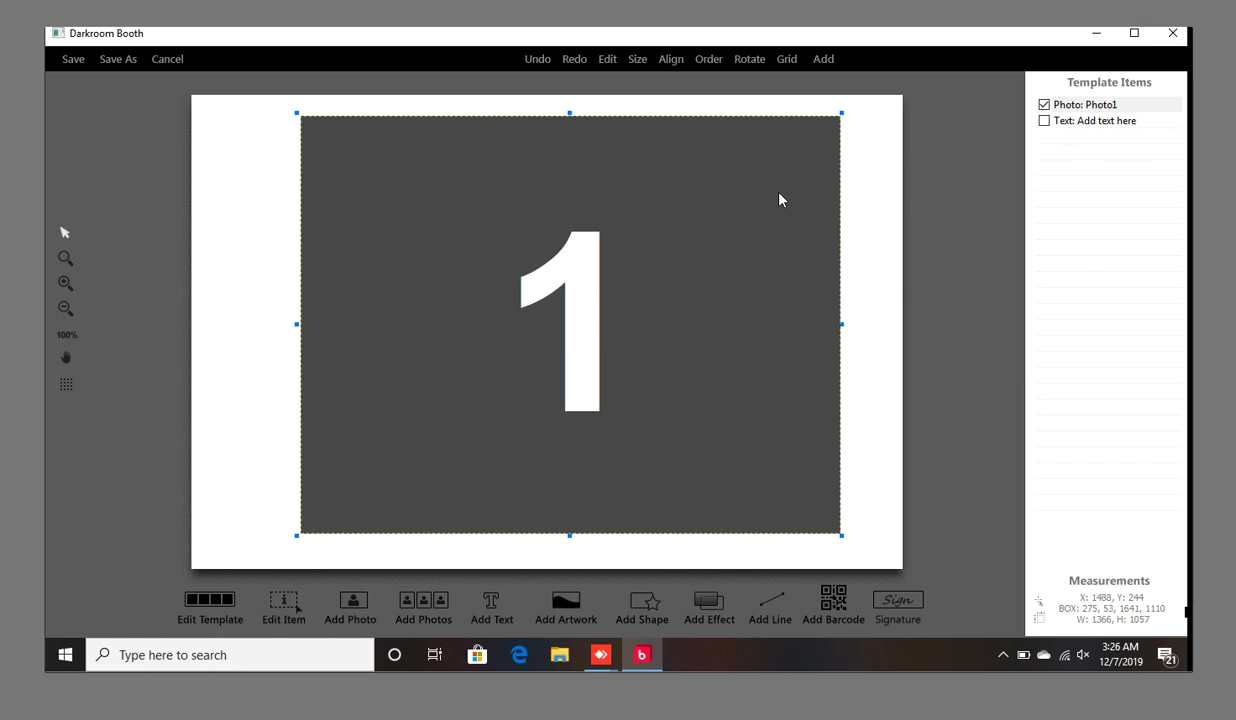 Darkroom Booth
Save Save As Cancel Undo Redo Edit Size Align Order Rotate Grid Add
Template Items
Photo: Photo1
Text: Add text here
1
100%
Measurements
X: 1488, Y: 244
BOX: 275, 53, 1641, 1110
W: 1366, H: 1057
Sign
Edit Template Edit Item Add Photo Add Photos Add Text Add Artwork Add Shape Add Effect Add Line Add Barcode Signature
Type here to search
3:26 AM
12/7/2019
21